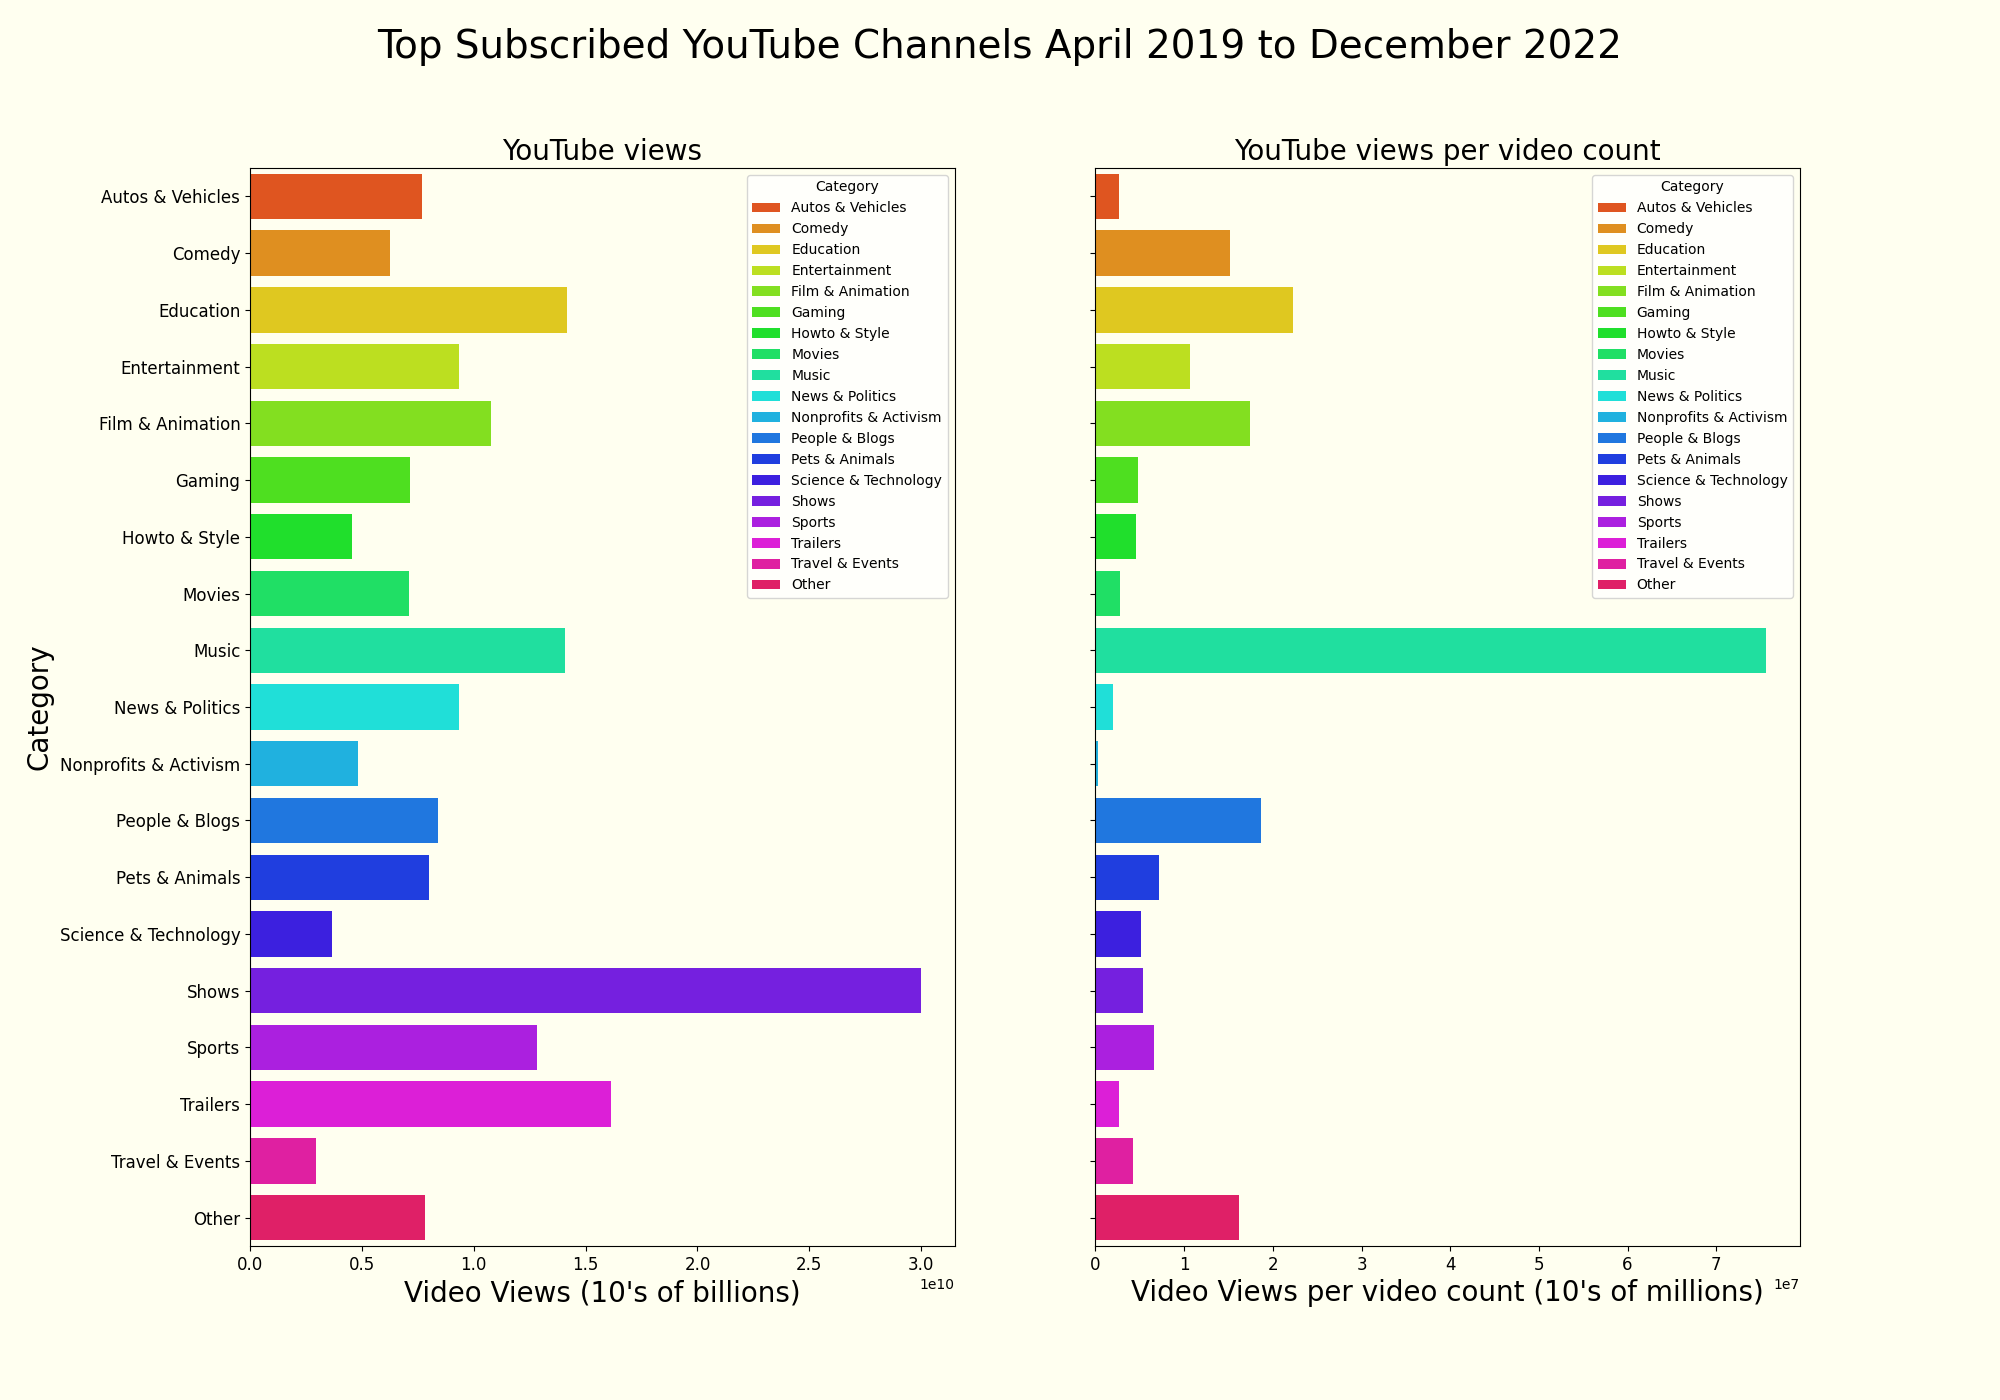 Top Subscribed YouTube Channels April 2019 to December 2022
YouTube views
Category
Autos & Vehicles
Comedy
Education
Entertainment
Film & Animation
Gaming
Howto & Style
Movies
Music
News & Politics
Nonprofits & Activism
People & Blogs
Pets & Animals
Science & Technology
Shows
Sports
Trailers
Travel & Events
Other
Category
Autos & Vehicles
Comedy
Education
Entertainment
Film & Animation
Gaming
Howto & Style
Movies
Music
News & Politics
Nonprofits & Activism
People & Blogs
Pets & Animals
Science & Technology
Shows
Sports
Trailers
Travel & Events
Other
0.0 0.5 1.0 1.5 2.0 2.5 3.0
1e10
Video Views (10's of billions)
YouTube views per video count
Category
Autos & Vehicles
Comedy
Education
Entertainment
Film & Animation
Gaming
Howto & Style
Movies
Music
News & Politics
Nonprofits & Activism
People & Blogs
Pets & Animals
Science & Technology
Shows
Sports
Trailers
Travel & Events
Other
0 1 2 3 4 5 6 7
1e7
Video Views per video count (10's of millions)